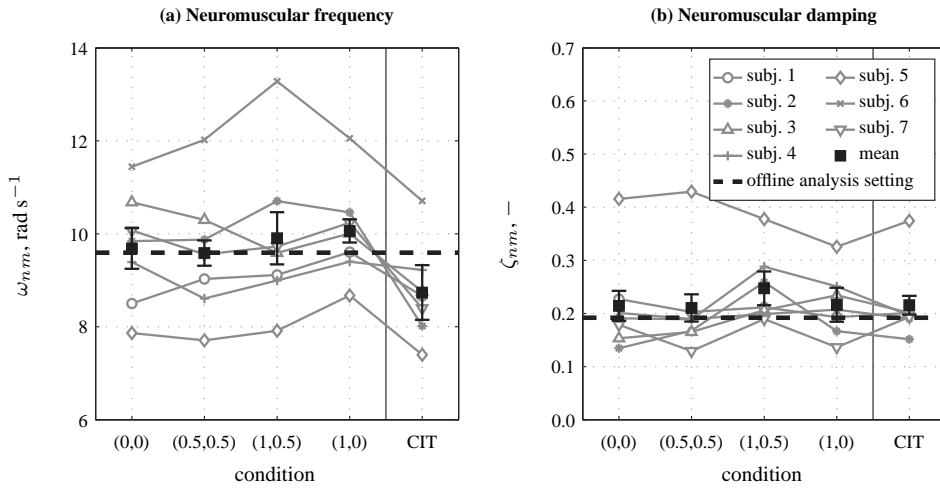 (a) Neuromuscular frequency
14
12
10
8
6
ω_nm, rad s⁻¹
(0,0) (0.5,0.5) (1,0.5) (1,0) CIT
condition
(b) Neuromuscular damping
0.7
0.6
0.5
0.4
0.3
0.2
0.1
0.0
ζ_nm, −
subj. 1 subj. 5
subj. 2 subj. 6
subj. 3 subj. 7
subj. 4 mean
offline analysis setting
(0,0) (0.5,0.5) (1,0.5) (1,0) CIT
condition